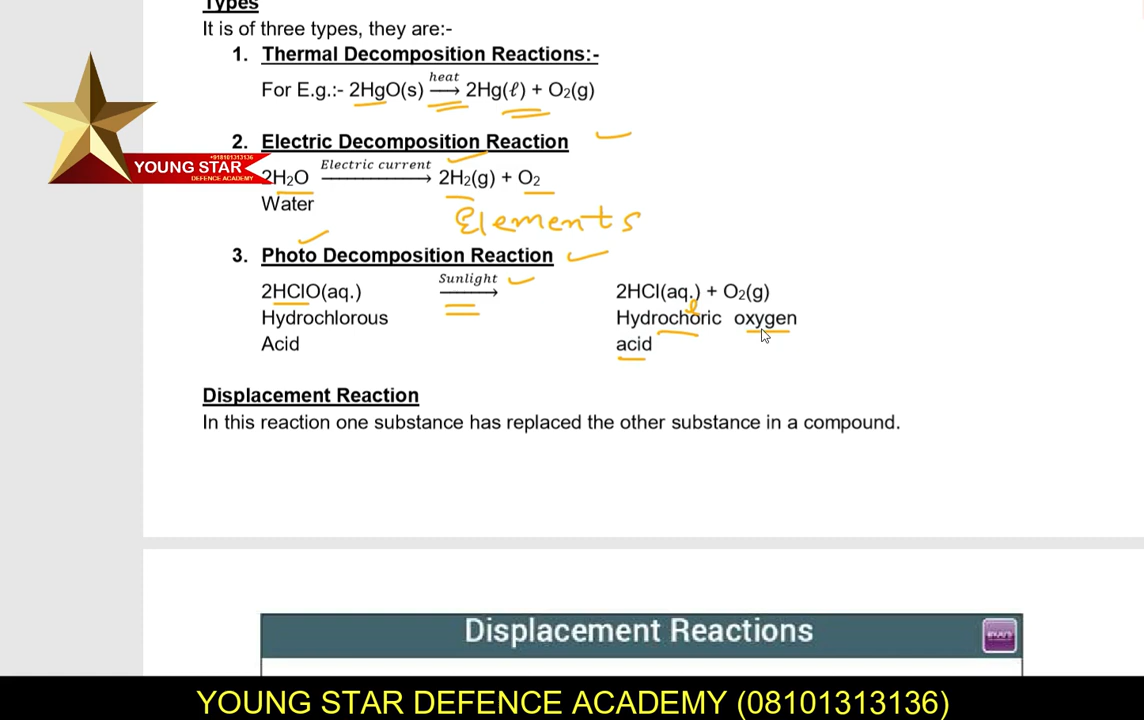 Types
It is of three types, they are:-
1. Thermal Decomposition Reactions:-
For E.g.:- 2HgO(s) heat ⟶ 2Hg(ℓ) + O2(g)
2. Electric Decomposition Reaction
2H2O Electric current ⟶ 2H2(g) + O2
Water
Elements
3. Photo Decomposition Reaction
2HClO(aq.) Sunlight ⟶ 2HCl(aq.) + O2(g)
Hydrochlorous Hydrochoric oxygen
l
Acid acid
Displacement Reaction
In this reaction one substance has replaced the other substance in a compound.
Displacement Reactions
+918101313136
YOUNG STAR
DEFENCE ACADEMY
YOUNG STAR DEFENCE ACADEMY (08101313136)